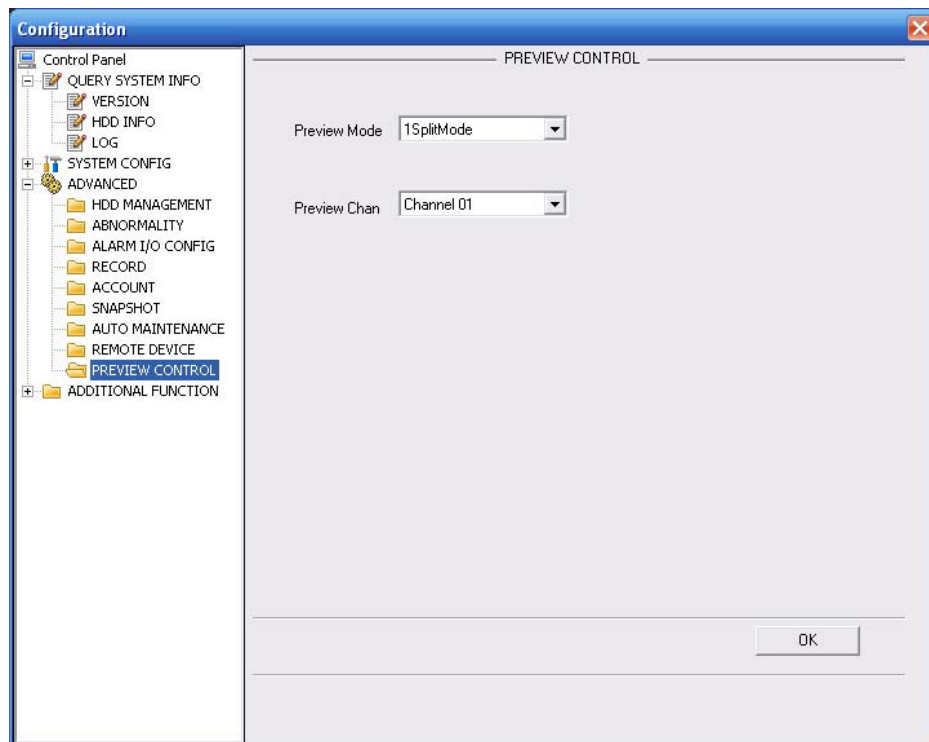 Configuration
Control Panel
QUERY SYSTEM INFO
VERSION
HDD INFO
LOG
SYSTEM CONFIG
ADVANCED
HDD MANAGEMENT
ABNORMALITY
ALARM I/O CONFIG
RECORD
ACCOUNT
SNAPSHOT
AUTO MAINTENANCE
REMOTE DEVICE
PREVIEW CONTROL
ADDITIONAL FUNCTION
PREVIEW CONTROL
Preview Mode 1SplitMode
Preview Chan Channel 01
OK